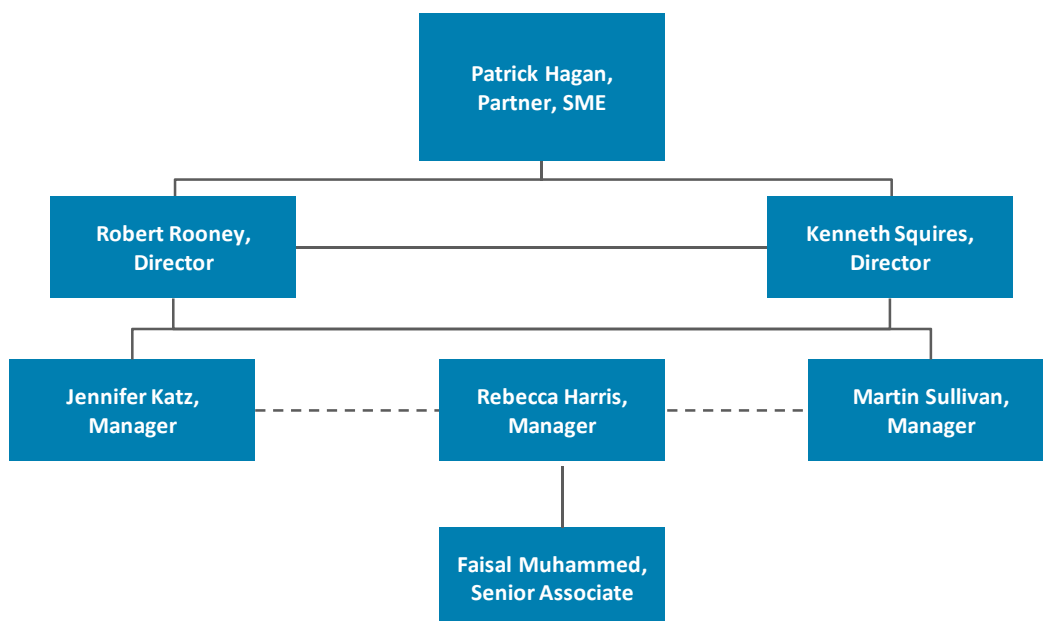 Patrick Hagan,
Partner, SME
Robert Rooney,
Director
Kenneth Squires,
Director
Jennifer Katz,
Manager
Rebecca Harris,
Manager
Martin Sullivan,
Manager
Faisal Muhammed,
Senior Associate